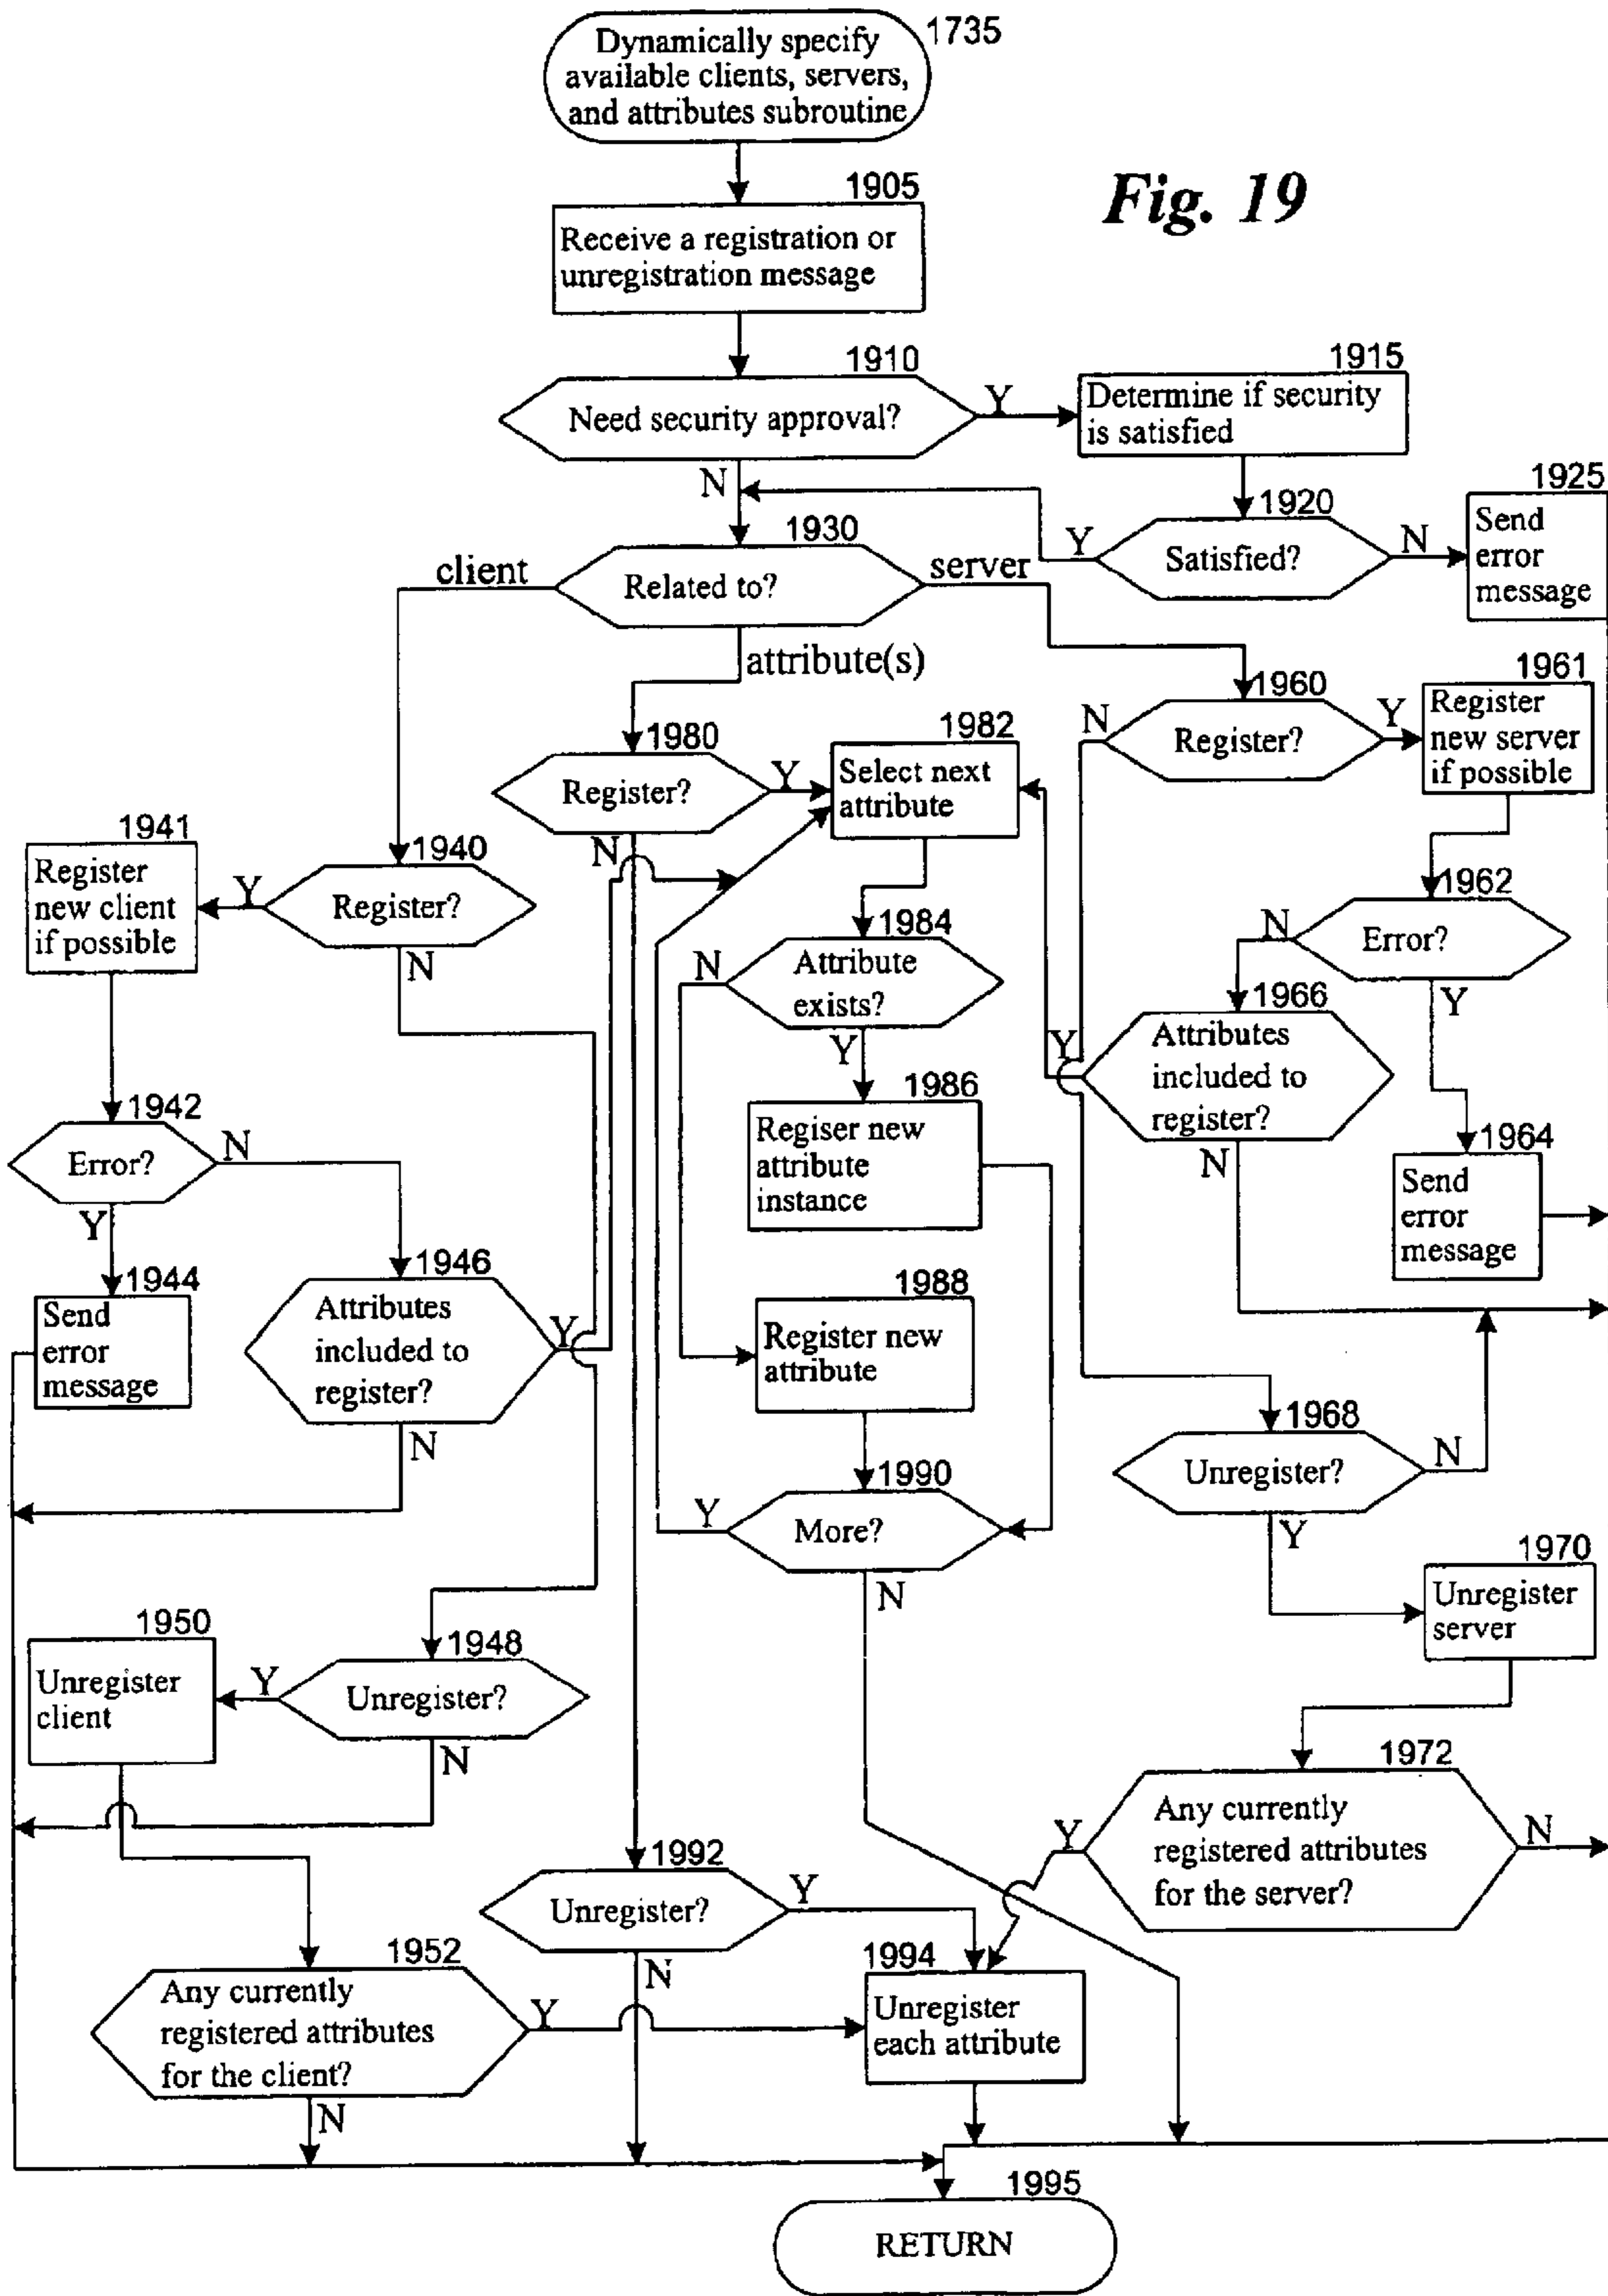 Dynamically specify
available clients, servers,
and attributes subroutine
1735
Fig. 19
1905
Receive a registration or
unregistration message
1910
Need security approval?
Y
N
1915
Determine if security
is satisfied
1920
Satisfied?
Y
N
1925
Send
error
message
1930
Related to?
client
server
attribute(s)
1960
Register?
N
Y
1961
Register
new server
if possible
1980
Register?
Y
N
1982
Select next
attribute
1941
Register
new client
if possible
1940
Register?
Y
N
1962
Error?
N
Y
1984
Attribute
exists?
N
Y
1966
Attributes
included to
register?
Y
N
1986
Regiser new
attribute
instance
1942
Error?
N
Y
1964
Send
error
message
1944
Send
error
message
1946
Attributes
included to
register?
Y
N
1988
Register new
attribute
1968
Unregister?
N
Y
1990
More?
Y
N
1970
Unregister
server
1950
Unregister
client
1948
Unregister?
Y
N
1972
Any currently
registered attributes
for the server?
Y
N
1992
Unregister?
Y
N
1952
Any currently
registered attributes
for the client?
Y
N
1994
Unregister
each attribute
1995
RETURN